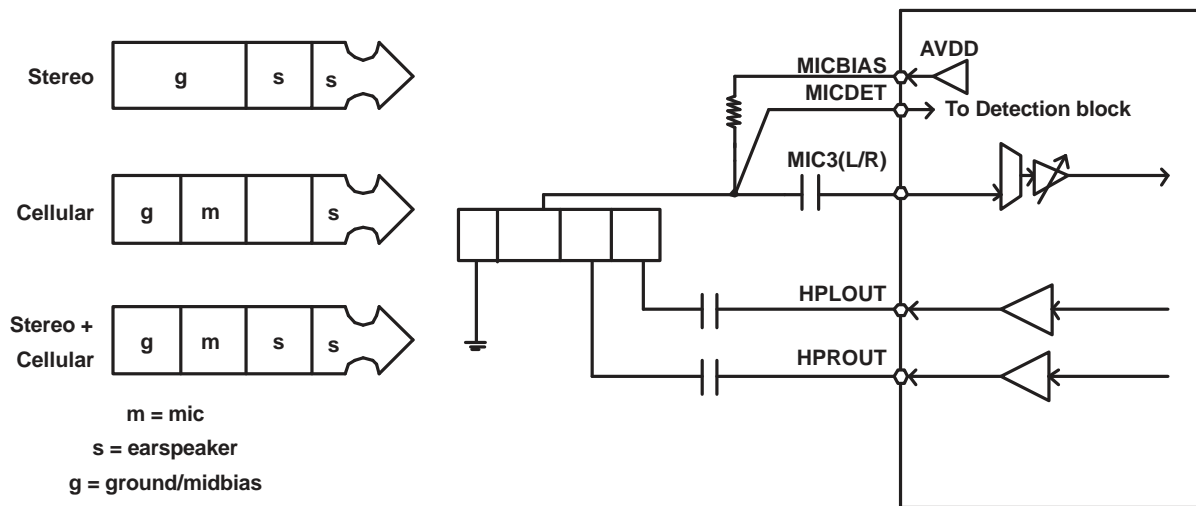 Stereo
g
s
s
Cellular
g
m
s
Stereo +
Cellular
g
m
s
s
m = mic
s = earspeaker
g = ground/midbias
AVDD
MICBIAS
MICDET
To Detection block
MIC3(L/R)
HPLOUT
HPROUT